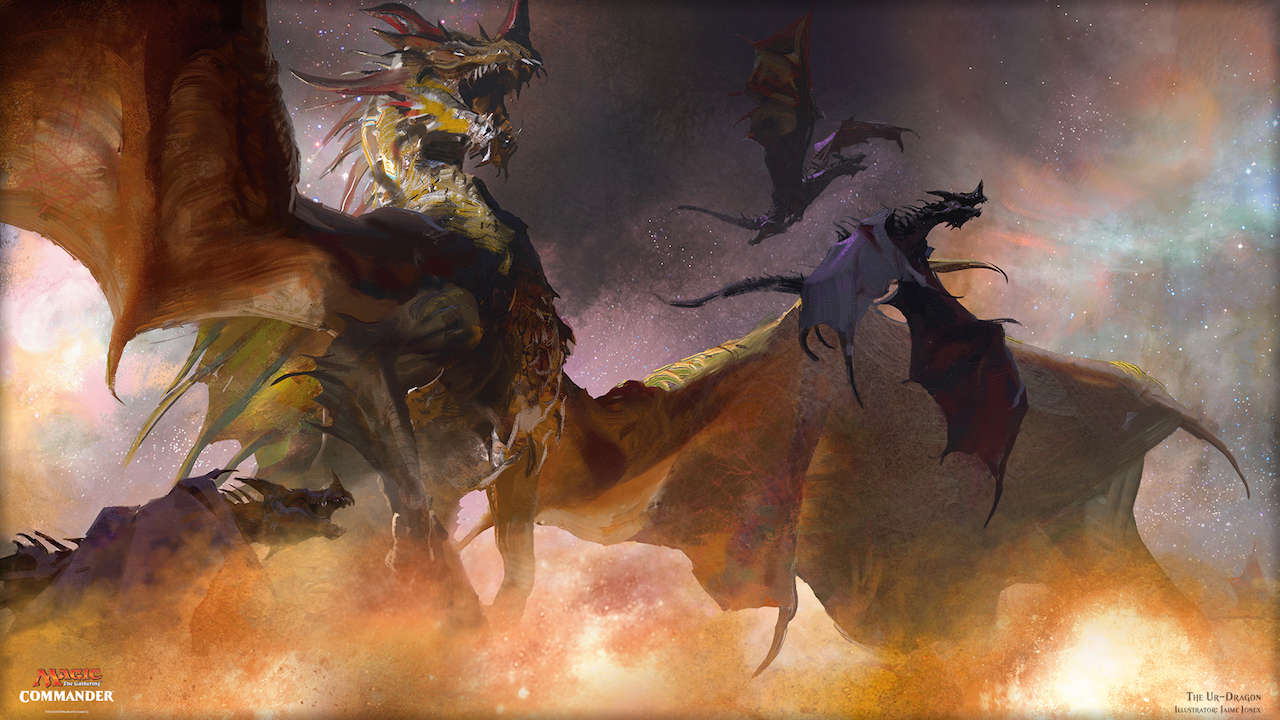 MAGIC
The Gathering
COMMANDER
The Ur-Dragon
Illustrator: Jaime Jones